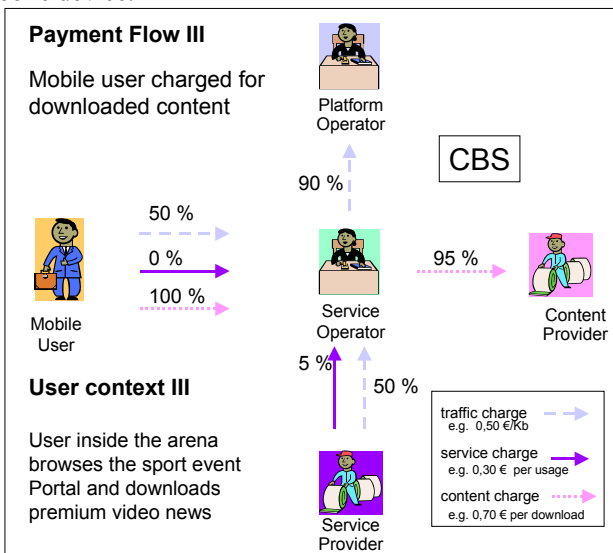 Payment Flow III
Mobile user charged for
downloaded content
Platform
Operator
CBS
90 %
50 %
0 %
100 %
95 %
Mobile
User
Service
Operator
Content
Provider
5 %
50 %
User context III
User inside the arena
browses the sport event
Portal and downloads
premium video news
Service
Provider
traffic charge
e.g. 0,50 €/Kb
service charge
e.g. 0,30 € per usage
content charge
e.g. 0,70 € per download